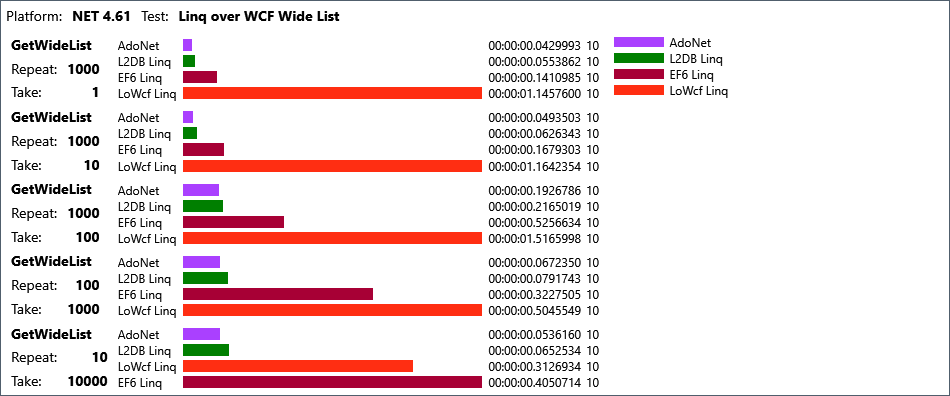 Platform: NET 4.61 Test: Linq over WCF Wide List
GetWideList AdoNet 00:00:00.0429993 10 AdoNet
L2DB Linq 00:00:00.0553862 10 L2DB Linq
Repeat: 1000 EF6 Linq 00:00:00.1410985 10 EF6 Linq
Take: 1 LoWcf Linq 00:00:01.1457600 10 LoWcf Linq
GetWideList AdoNet 00:00:00.0493503 10
L2DB Linq 00:00:00.0626343 10
Repeat: 1000 EF6 Linq 00:00:00.1679303 10
Take: 10 LoWcf Linq 00:00:01.1642354 10
GetWideList AdoNet 00:00:00.1926786 10
L2DB Linq 00:00:00.2165019 10
Repeat: 1000 EF6 Linq 00:00:00.5256634 10
Take: 100 LoWcf Linq 00:00:01.5165998 10
GetWideList AdoNet 00:00:00.0672350 10
L2DB Linq 00:00:00.0791743 10
Repeat: 100 EF6 Linq 00:00:00.3227505 10
Take: 1000 LoWcf Linq 00:00:00.5045549 10
GetWideList AdoNet 00:00:00.0536160 10
L2DB Linq 00:00:00.0652534 10
Repeat: 10 LoWcf Linq 00:00:00.3126934 10
Take: 10000 EF6 Linq 00:00:00.4050714 10